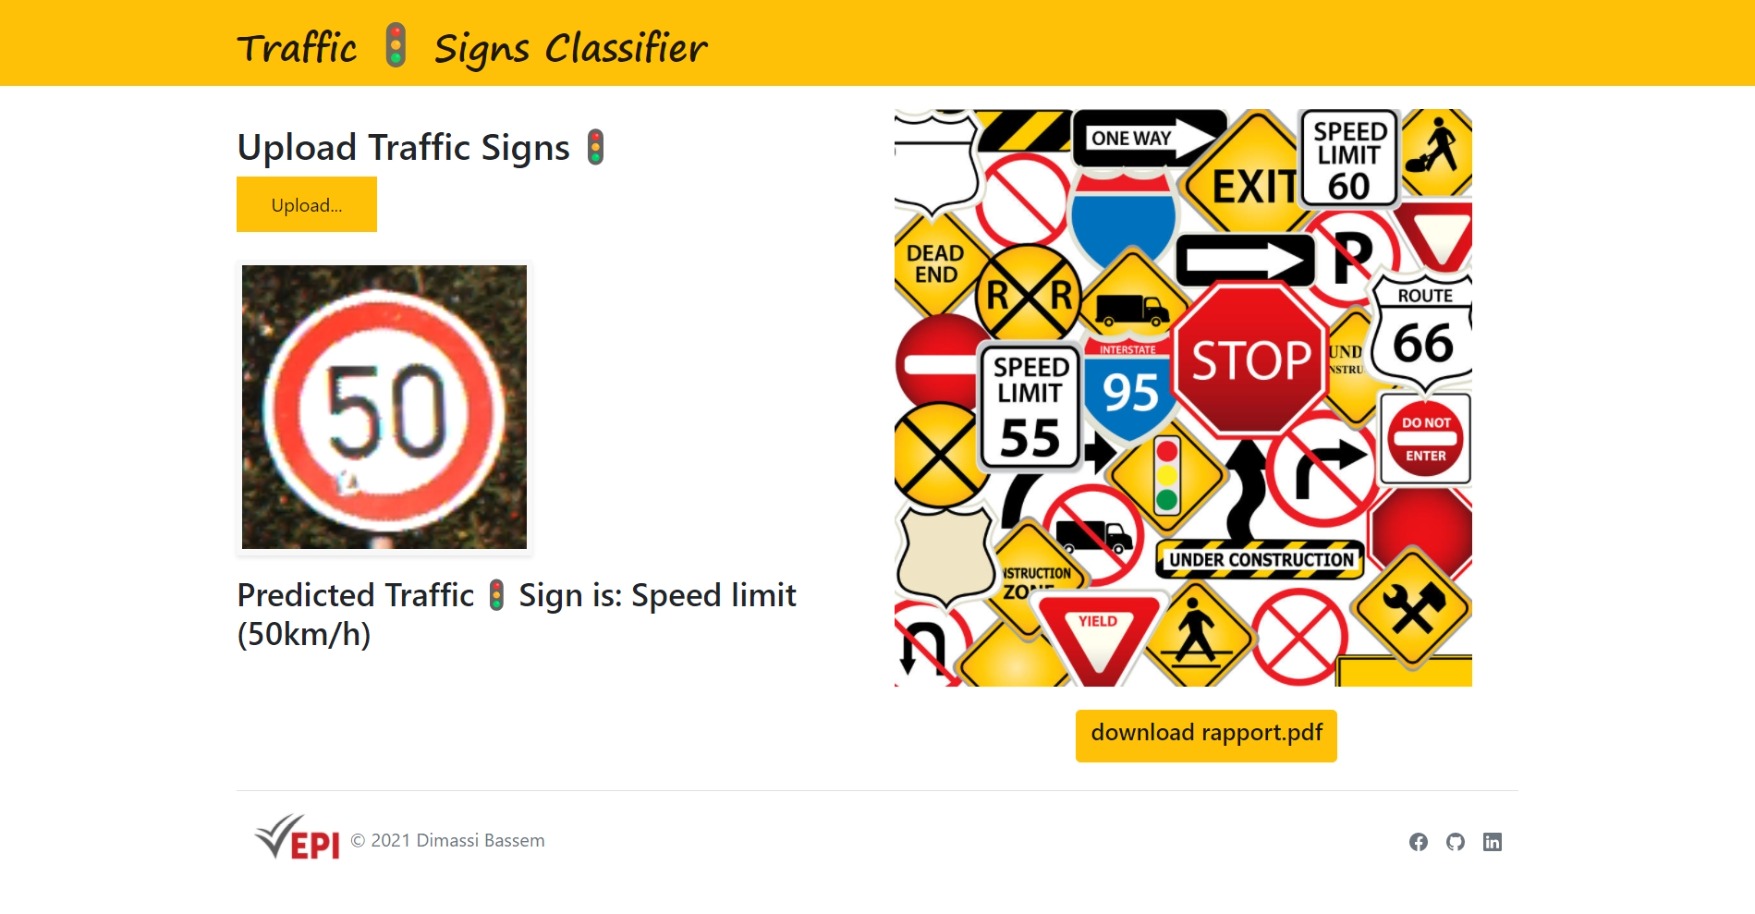 Traffic 🚦 Signs Classifier
Upload Traffic Signs 🚦
Upload...
50
Predicted Traffic 🚦 Sign is: Speed limit
(50km/h)
ONE WAY
EXIT
SPEED
LIMIT
60
DEAD
END
R R
P
ROUTE
66
SPEED
LIMIT
55
INTERSTATE
95
STOP
UND
NSTRU
DO NOT
ENTER
NSTRUCTION
ZONE
UNDER CONSTRUCTION
YIELD
download rapport.pdf
EPI © 2021 Dimassi Bassem